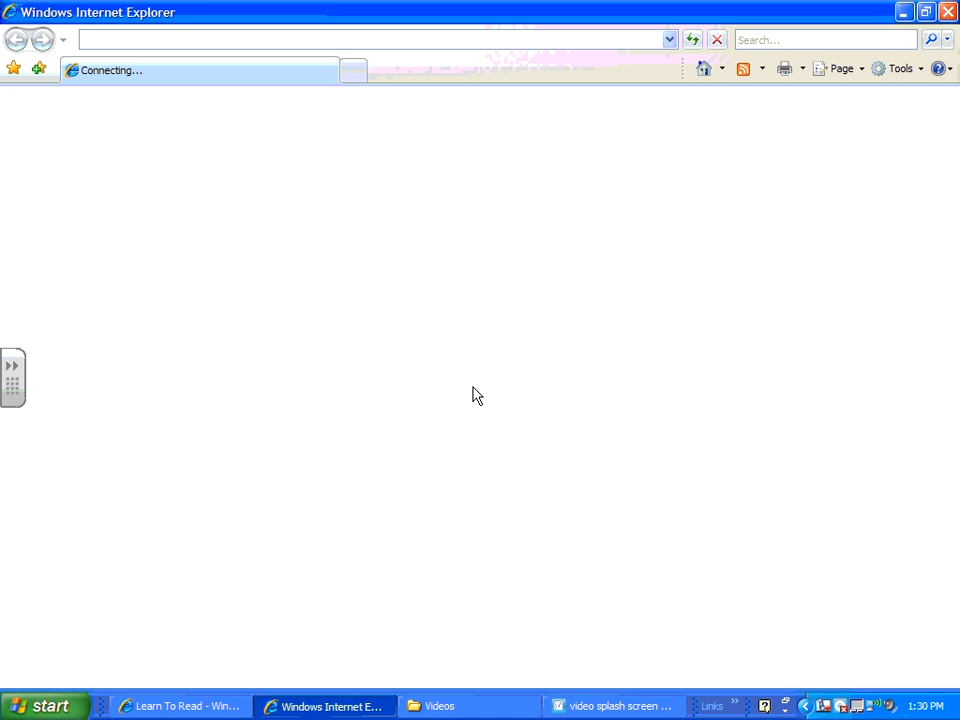 Windows Internet Explorer
Search...
Connecting...
Page
Tools
start
Learn To Read - Win...
Windows Internet E...
Videos
video splash screen ...
Links
1:30 PM